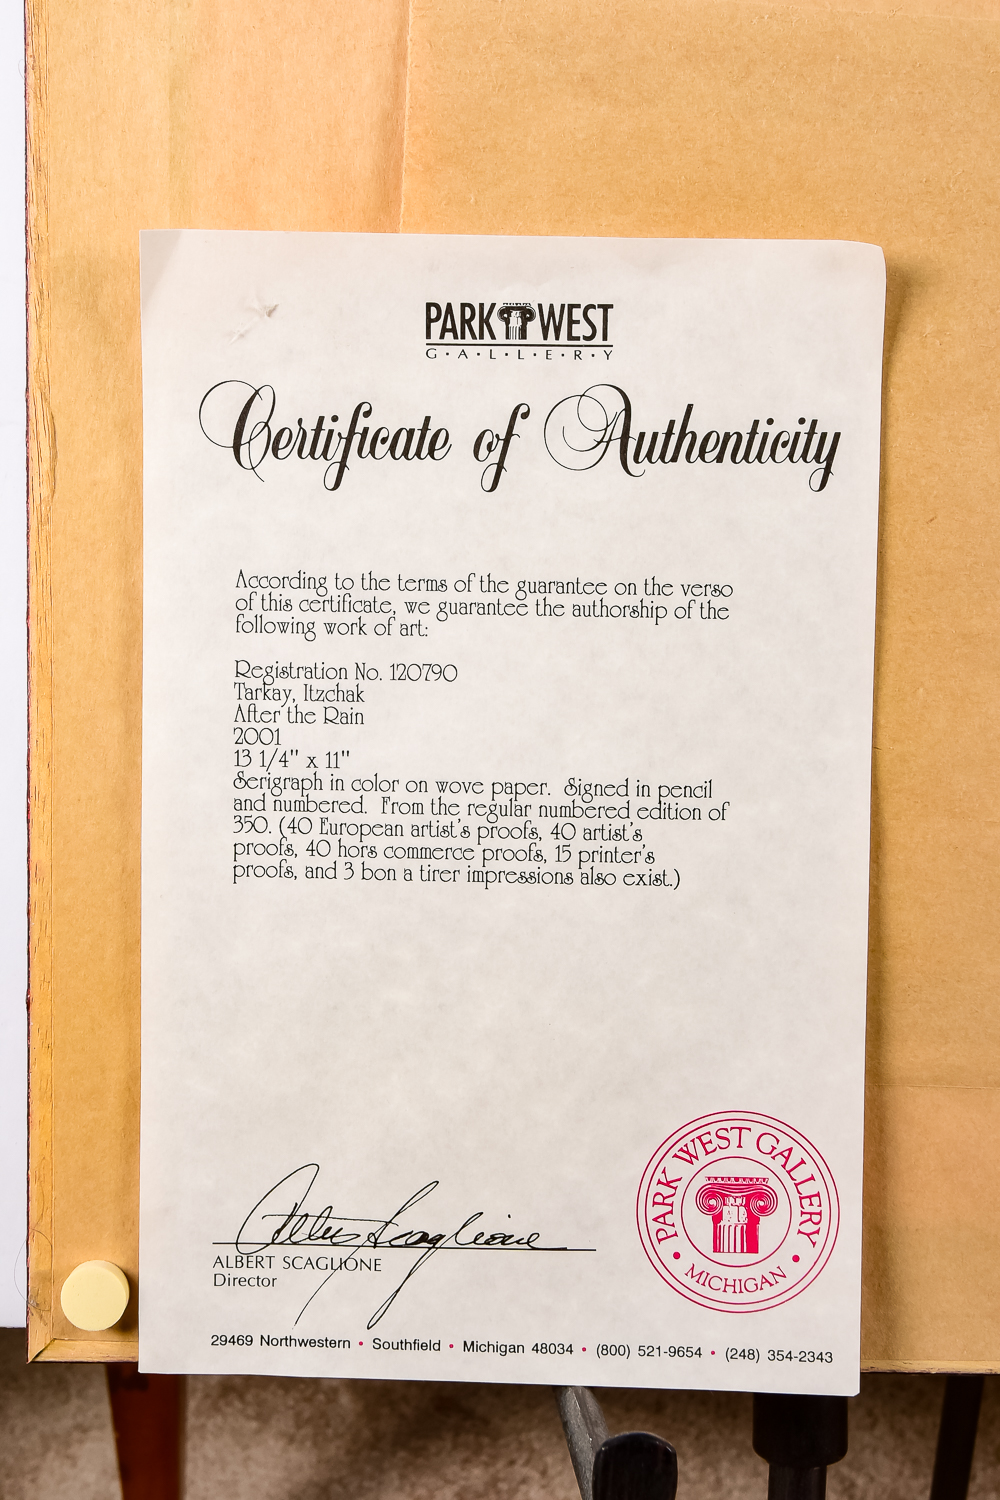 PARK WEST
G·A·L·L·E·R·Y
Certificate of Authenticity
According to the terms of the guarantee on the verso
of this certificate, we guarantee the authorship of the
following work of art:
Registration No. 120790
Tarkay, Itzchak
After the Rain
2001
13 1/4" x 11"
Serigraph in color on wove paper.  Signed in pencil
and numbered.  From the regular numbered edition of
350. (40 European artist's proofs, 40 artist's
proofs, 40 hors commerce proofs, 15 printer's
proofs, and 3 bon a tirer impressions also exist.)
Albert Scaglione
ALBERT SCAGLIONE
Director
PARK WEST GALLERY
• MICHIGAN •
29469 Northwestern • Southfield • Michigan 48034 • (800) 521-9654 • (248) 354-2343